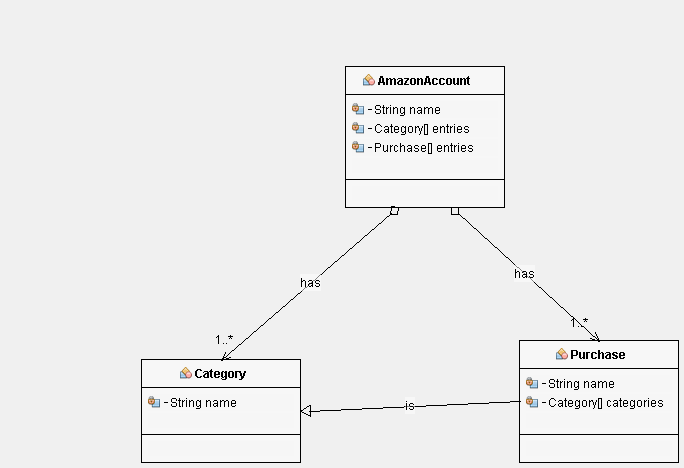 AmazonAccount
-String name
-Category[] entries
-Purchase[] entries
has
has
1..*
1..*
Category
-String name
Purchase
-String name
-Category[] categories
is